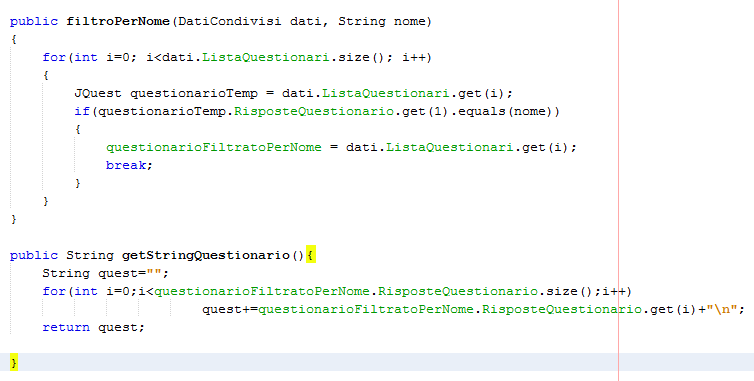 public filtroPerNome(DatiCondivisi dati, String nome)
{
for(int i=0; i<dati.ListaQuestionari.size(); i++)
{
JQuest questionarioTemp = dati.ListaQuestionari.get(i);
if(questionarioTemp.RisposteQuestionario.get(1).equals(nome))
{
questionarioFiltratoPerNome = dati.ListaQuestionari.get(i);
break;
}
}
}
public String getStringQuestionario(){
String quest="";
for(int i=0;i<questionarioFiltratoPerNome.RisposteQuestionario.size();i++)
quest+=questionarioFiltratoPerNome.RisposteQuestionario.get(i)+"\n";
return quest;
}